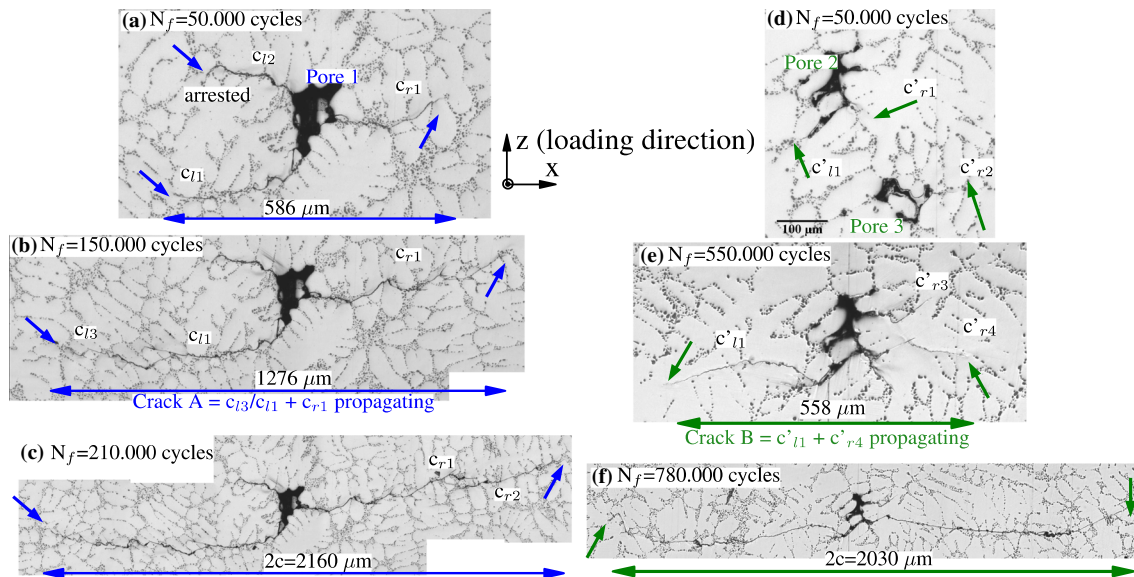 (a) N_f=50.000 cycles
c_l2
Pore 1
c_r1
arrested
c_l1
586 μm
z (loading direction)
x
(b) N_f=150.000 cycles
c_r1
c_l3
c_l1
1276 μm
Crack A = c_l3/c_l1 + c_r1 propagating
(c) N_f=210.000 cycles
c_r1
c_r2
2c=2160 μm
(d) N_f=50.000 cycles
Pore 2
c'_r1
c'_l1
c'_r2
100 μm
Pore 3
(e) N_f=550.000 cycles
c'_r3
c'_r4
c'_l1
558 μm
Crack B = c'_l1 + c'_r4 propagating
(f) N_f=780.000 cycles
2c=2030 μm